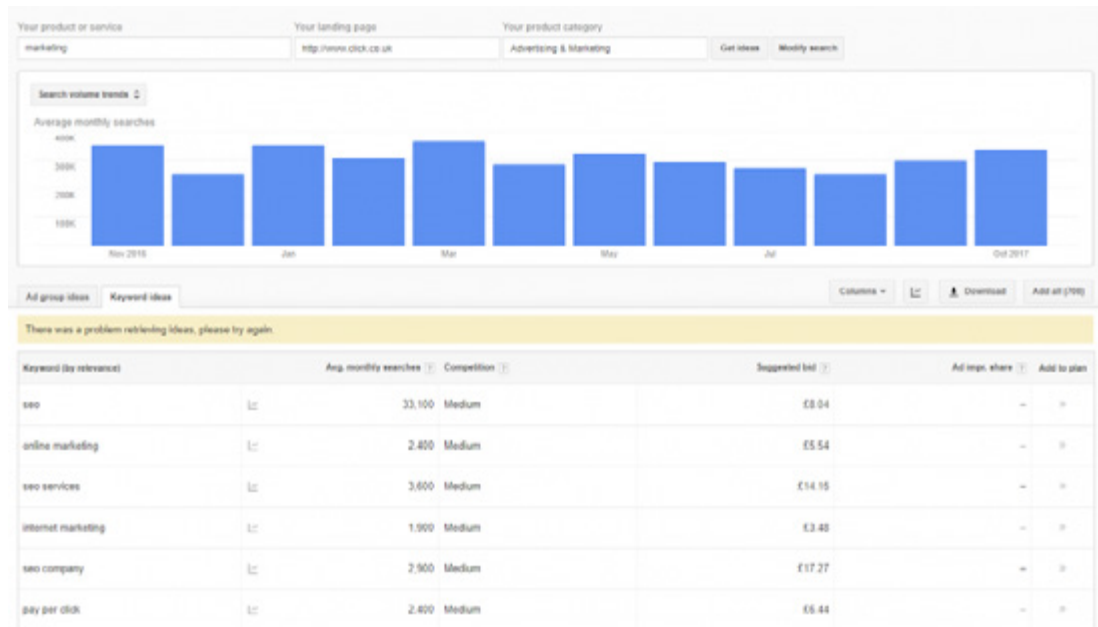 Your product or service Your landing page Your product category
marketing http://www.click.co.uk Advertising & Marketing Get ideas Modify search
Search volume trends
Average monthly searches
400K
300K
200K
100K
Nov 2016 Jan Mar May Jul Oct 2017
Ad group ideas Keyword ideas Columns Download Add all (700)
There was a problem retrieving ideas, please try again.
Keyword (by relevance) Avg. monthly searches ? Competition ? Suggested bid ? Ad impr. share ? Add to plan
seo 33,100 Medium £8.04 –
online marketing 2,400 Medium £5.54 –
seo services 3,600 Medium –
internet marketing 1,900 Medium £3.48 –
seo company 2,900 Medium £17.27 –
pay per click 2,400 Medium £6.44 –